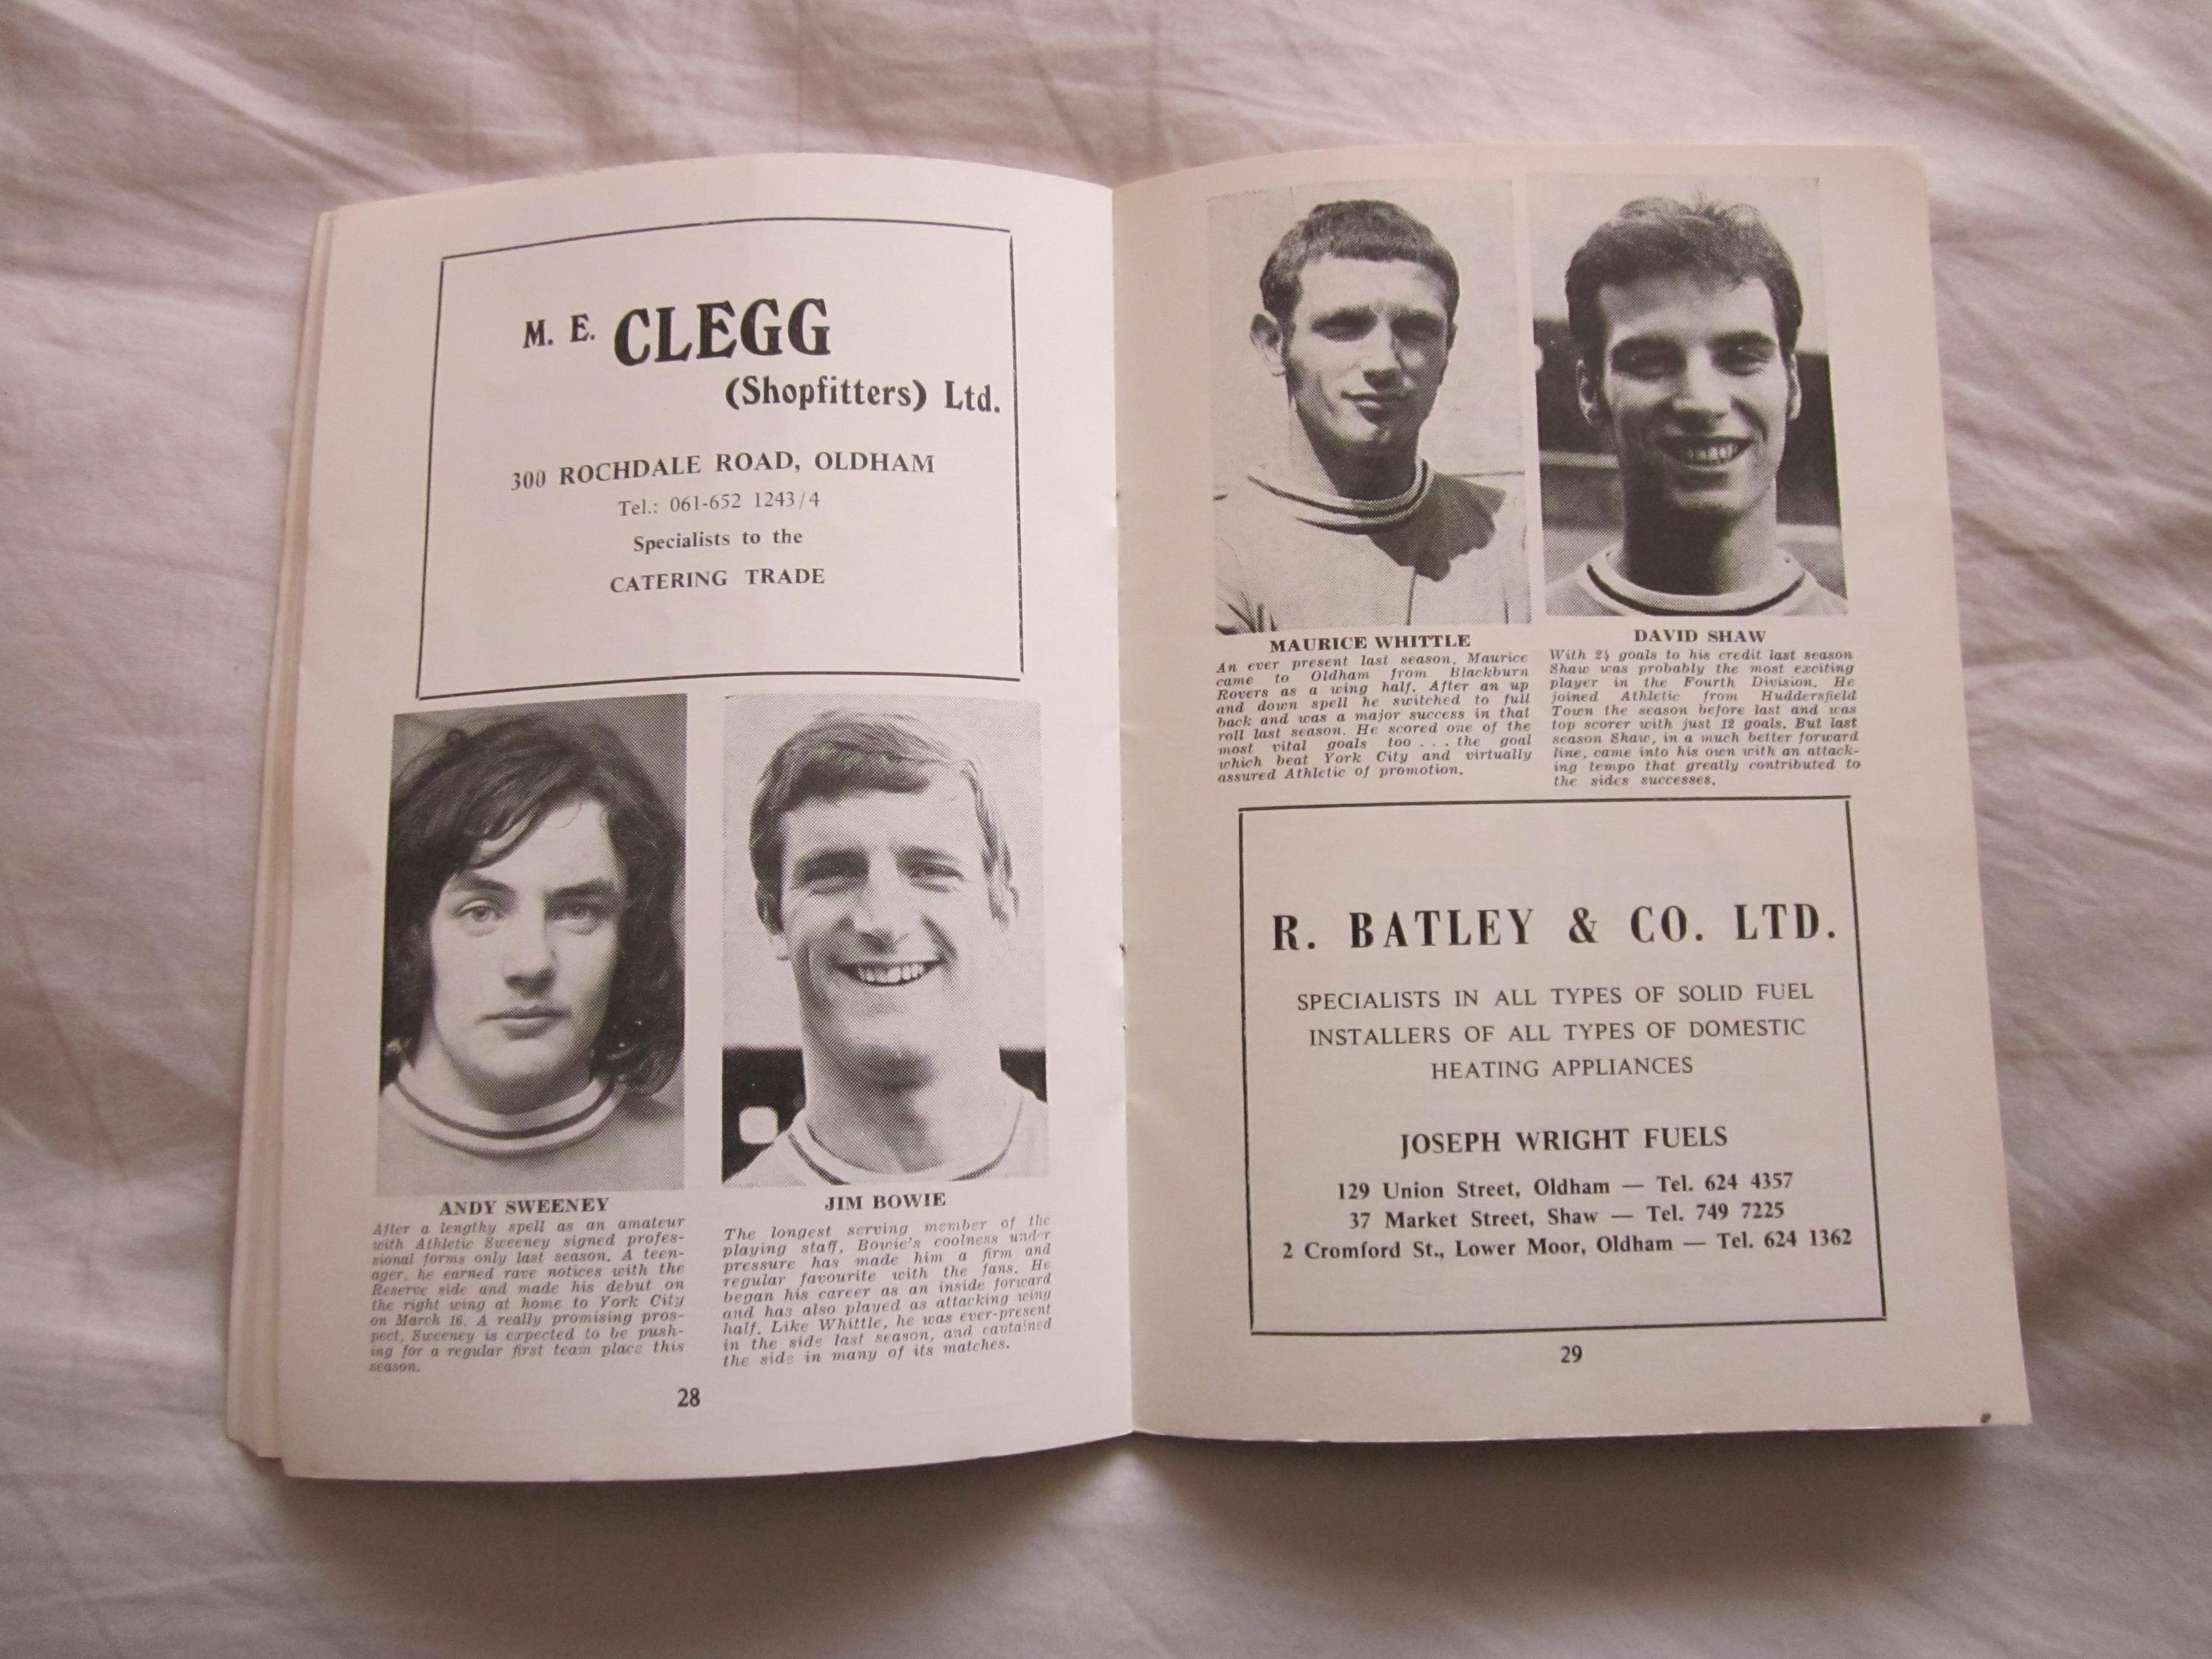 M. E. CLEGG
(Shopfitters) Ltd.
300 ROCHDALE ROAD, OLDHAM
Tel.: 061-652 1243/4
Specialists to the
CATERING TRADE
ANDY SWEENEY
After a lengthy spell as an amateur
with Athletic Sweeney signed profes-
sional forms only last season. A teen-
ager, he earned rave notices with the
Reserve side and made his debut on
the right wing at home to York City
on March 16. A really promising pros-
pect, Sweeney is expected to be push-
ing for a regular first team place this
season.
JIM BOWIE
The longest serving member of the
playing staff, Bowie's coolness under
pressure has made him a firm and
regular favourite with the fans. He
began his career as an inside forward
and has also played as attacking wing
half. Like Whittle, he was ever-present
in the side last season, and cautained
the side in many of its matches.
28
MAURICE WHITTLE
An ever present last season, Maurice
came to Oldham from Blackburn
Rovers as a wing half. After an up
and down spell he switched to full
back and was a major success in that
roll last season. He scored one of the
most vital goals too . . . the goal
which beat York City and virtually
assured Athletic of promotion.
DAVID SHAW
With 24 goals to his credit last season
Shaw was probably the most exciting
player in the Fourth Division. He
joined Athletic from Huddersfield
Town the season before last and was
top scorer with just 12 goals. But last
season Shaw, in a much better forward
line, came into his own with an attack-
ing tempo that greatly contributed to
the sides successes.
R. BATLEY & CO. LTD.
SPECIALISTS IN ALL TYPES OF SOLID FUEL
INSTALLERS OF ALL TYPES OF DOMESTIC
HEATING APPLIANCES
JOSEPH WRIGHT FUELS
129 Union Street, Oldham — Tel. 624 4357
37 Market Street, Shaw — Tel. 749 7225
2 Cromford St., Lower Moor, Oldham — Tel. 624 1362
29